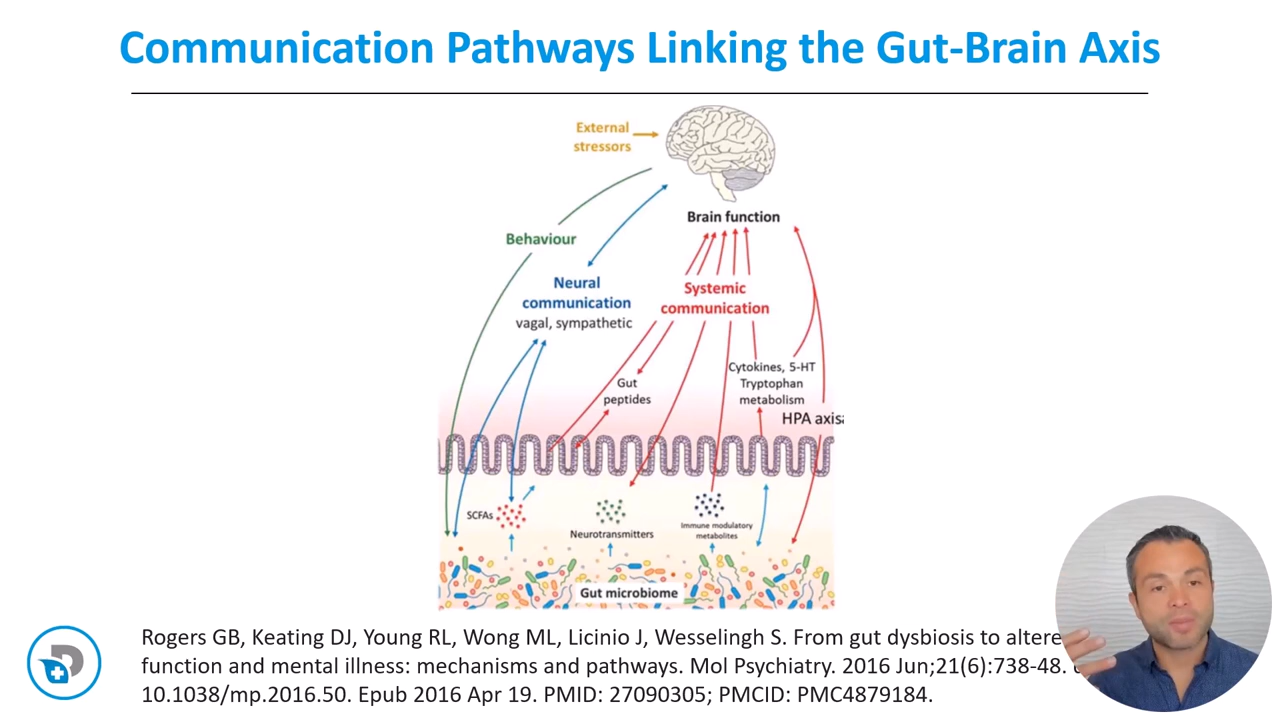 Communication Pathways Linking the Gut-Brain Axis
External
stressors
Brain function
Behaviour
Neural
communication
vagal, sympathetic
Systemic
communication
Gut
peptides
Cytokines, 5-HT
Tryptophan
metabolism
HPA axis
SCFAs
Neurotransmitters
Immune modulatory
metabolites
Gut microbiome
Rogers GB, Keating DJ, Young RL, Wong ML, Licinio J, Wesselingh S. From gut dysbiosis to altere
function and mental illness: mechanisms and pathways. Mol Psychiatry. 2016 Jun;21(6):738-48.
10.1038/mp.2016.50. Epub 2016 Apr 19. PMID: 27090305; PMCID: PMC4879184.